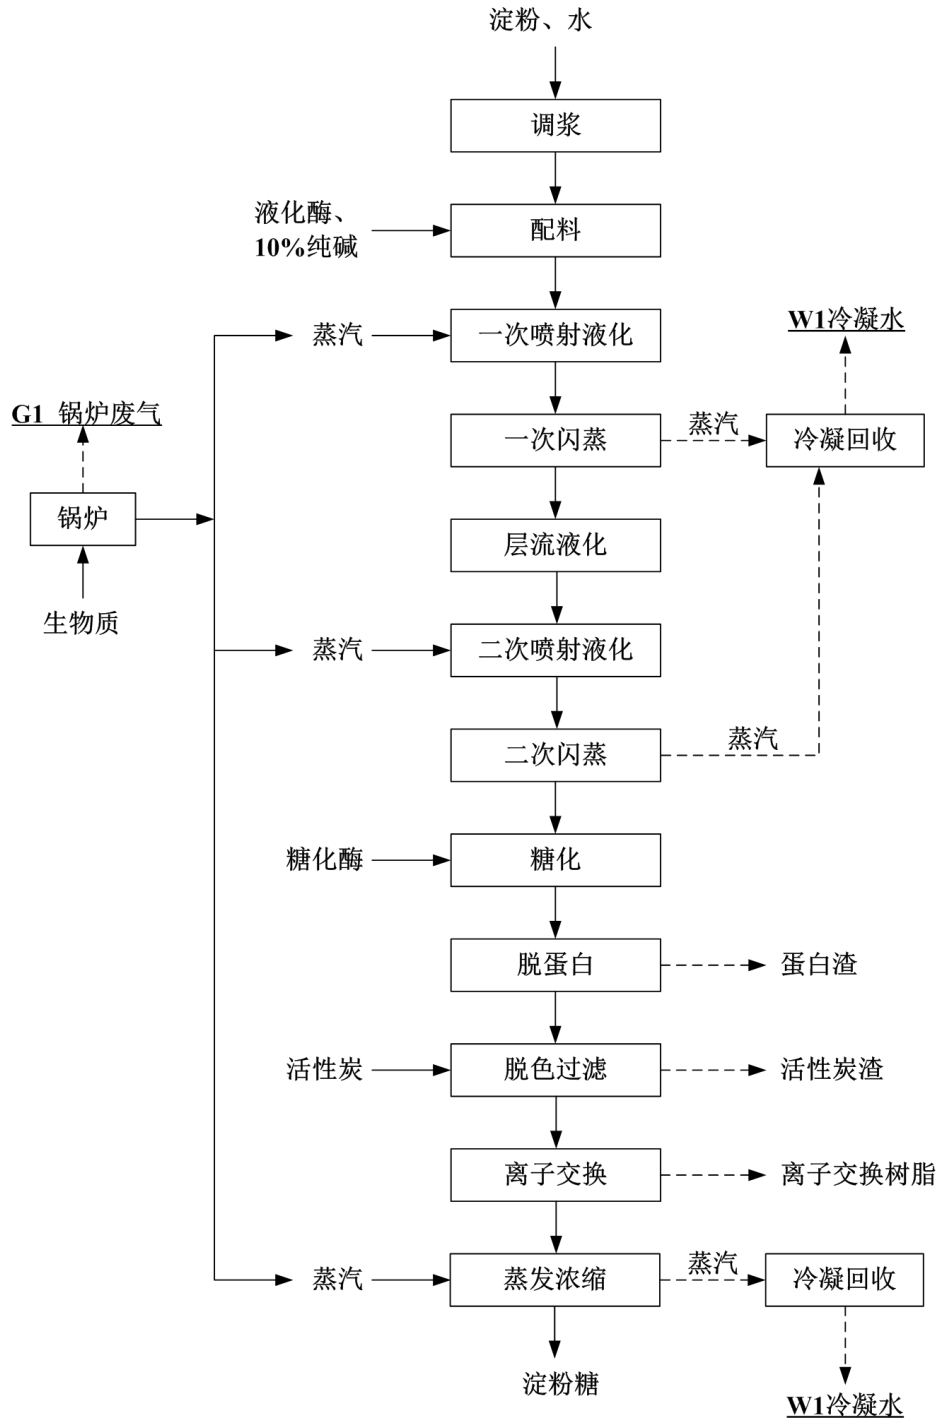 淀粉、水
调浆
液化酶、
10%纯碱
配料
蒸汽
一次喷射液化
W1冷凝水
G1 锅炉废气
一次闪蒸
蒸汽
冷凝回收
锅炉
层流液化
生物质
蒸汽
二次喷射液化
二次闪蒸
蒸汽
糖化酶
糖化
脱蛋白
蛋白渣
活性炭
脱色过滤
活性炭渣
离子交换
离子交换树脂
蒸汽
蒸发浓缩
蒸汽
冷凝回收
淀粉糖
W1冷凝水